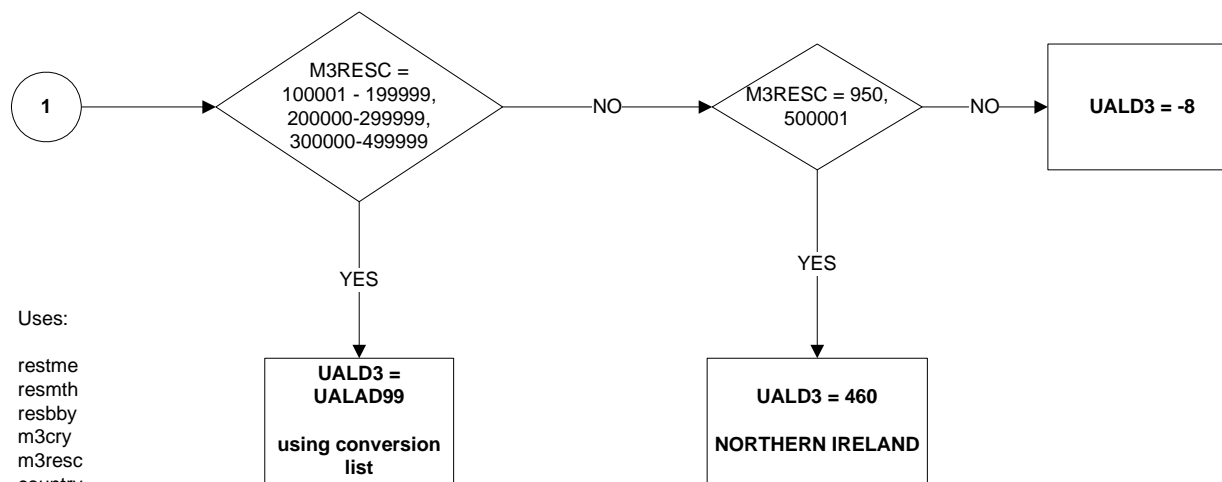 1
M3RESC =
100001 - 199999,
200000-299999,
300000-499999
NO
M3RESC = 950,
500001
NO
UALD3 = -8
YES
YES
Uses:
restme
resmth
resbby
m3cry
m3resc
country
UALD3 =
UALAD99
using conversion
list
UALD3 = 460
NORTHERN IRELAND